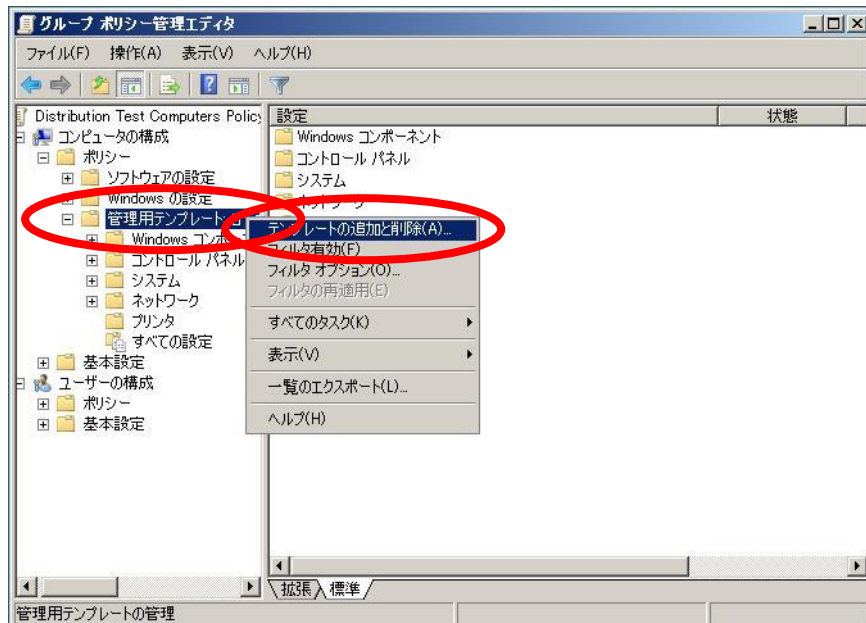 グループ ポリシー管理エディタ
ファイル(F) 操作(A) 表示(V) ヘルプ(H)
Distribution Test Computers Policy
コンピュータの構成
ポリシー
ソフトウェアの設定
Windows の設定
管理用テンプレート
Windows コンポ
コントロール パネル
システム
ネットワーク
プリンタ
すべての設定
基本設定
ユーザーの構成
ポリシー
基本設定
設定 状態
Windows コンポーネント
コントロール パネル
システム
ネットワーク
テンプレートの追加と削除(A)...
フィルタ有効(F)
フィルタ オプション(O)...
フィルタの再適用(E)
すべてのタスク(K)
表示(V)
一覧のエクスポート(L)...
ヘルプ(H)
拡張 標準
管理用テンプレートの管理